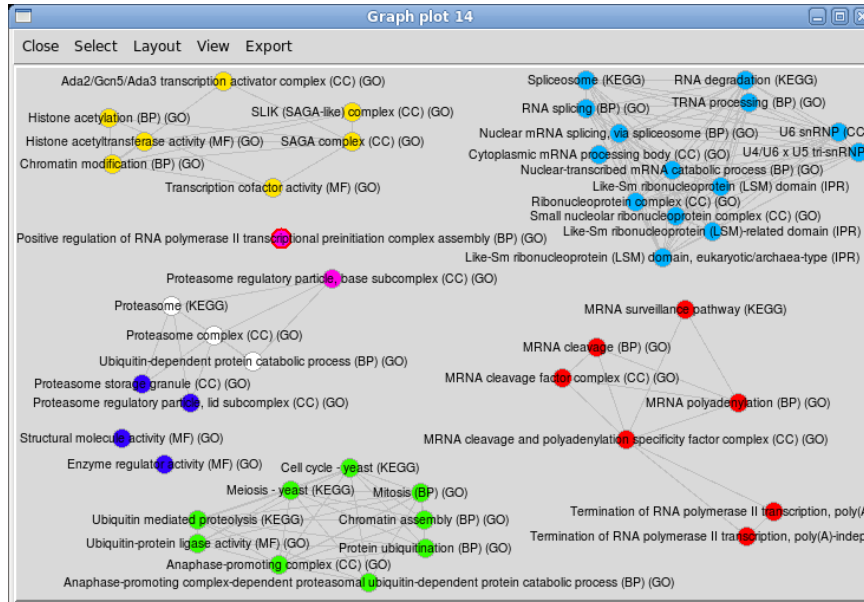 Graph plot 14
Close Select Layout View Export
Ada2/Gcn5/Ada3 transcription activator complex (CC) (GO)
Histone acetylation (BP) (GO)
SLIK (SAGA-like) complex (CC) (GO)
Histone acetyltransferase activity (MF) (GO)
SAGA complex (CC) (GO)
Chromatin modification (BP) (GO)
Transcription cofactor activity (MF) (GO)
Spliceosome (KEGG)
RNA degradation (KEGG)
RNA splicing (BP) (GO)
TRNA processing (BP) (GO)
Nuclear mRNA splicing, via spliceosome (BP) (GO)
U6 snRNP (CC
Cytoplasmic mRNA processing body (CC) (GO)
U4/U6 x U5 tri-snRNP
Nuclear-transcribed mRNA catabolic process (BP) (GO)
Like-Sm ribonucleoprotein (LSM) domain (IPR)
Ribonucleoprotein complex (CC) (GO)
Small nucleolar ribonucleoprotein complex (CC) (GO)
Like-Sm ribonucleoprotein (LSM)-related domain (IPR)
Like-Sm ribonucleoprotein (LSM) domain, eukaryotic/archaea-type (IPR)
Positive regulation of RNA polymerase II transcriptional preinitiation complex assembly (BP) (GO)
Proteasome regulatory particle, base subcomplex (CC) (GO)
Proteasome (KEGG)
Proteasome complex (CC) (GO)
Ubiquitin-dependent protein catabolic process (BP) (GO)
Proteasome storage granule (CC) (GO)
Proteasome regulatory particle, lid subcomplex (CC) (GO)
Structural molecule activity (MF) (GO)
Enzyme regulator activity (MF) (GO)
MRNA surveillance pathway (KEGG)
MRNA cleavage (BP) (GO)
MRNA cleavage factor complex (CC) (GO)
MRNA polyadenylation (BP) (GO)
MRNA cleavage and polyadenylation specificity factor complex (CC) (GO)
Termination of RNA polymerase II transcription, poly(A
Termination of RNA polymerase II transcription, poly(A)-indep
Cell cycle - yeast (KEGG)
Meiosis - yeast (KEGG)
Mitosis (BP) (GO)
Ubiquitin mediated proteolysis (KEGG)
Chromatin assembly (BP) (GO)
Ubiquitin-protein ligase activity (MF) (GO)
Protein ubiquitination (BP) (GO)
Anaphase-promoting complex (CC) (GO)
Anaphase-promoting complex-dependent proteasomal ubiquitin-dependent protein catabolic process (BP) (GO)